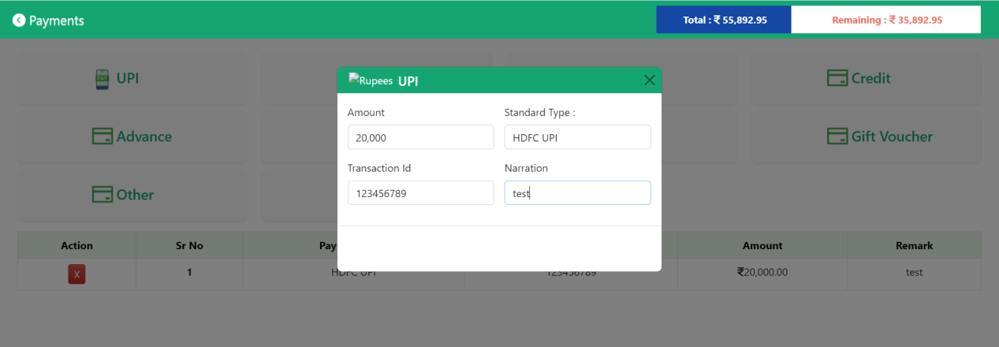 Payments
Total : ₹ 55,892.95
Remaining : ₹ 35,892.95
PAY
UPI
Credit
Advance
Gift Voucher
Other
Rupees UPI
Amount
Standard Type :
20,000
HDFC UPI
Transaction Id
Narration
123456789
test
Action
Sr No
Pay
Amount
Remark
X
1
HDFC UPI
123456789
₹20,000.00
test